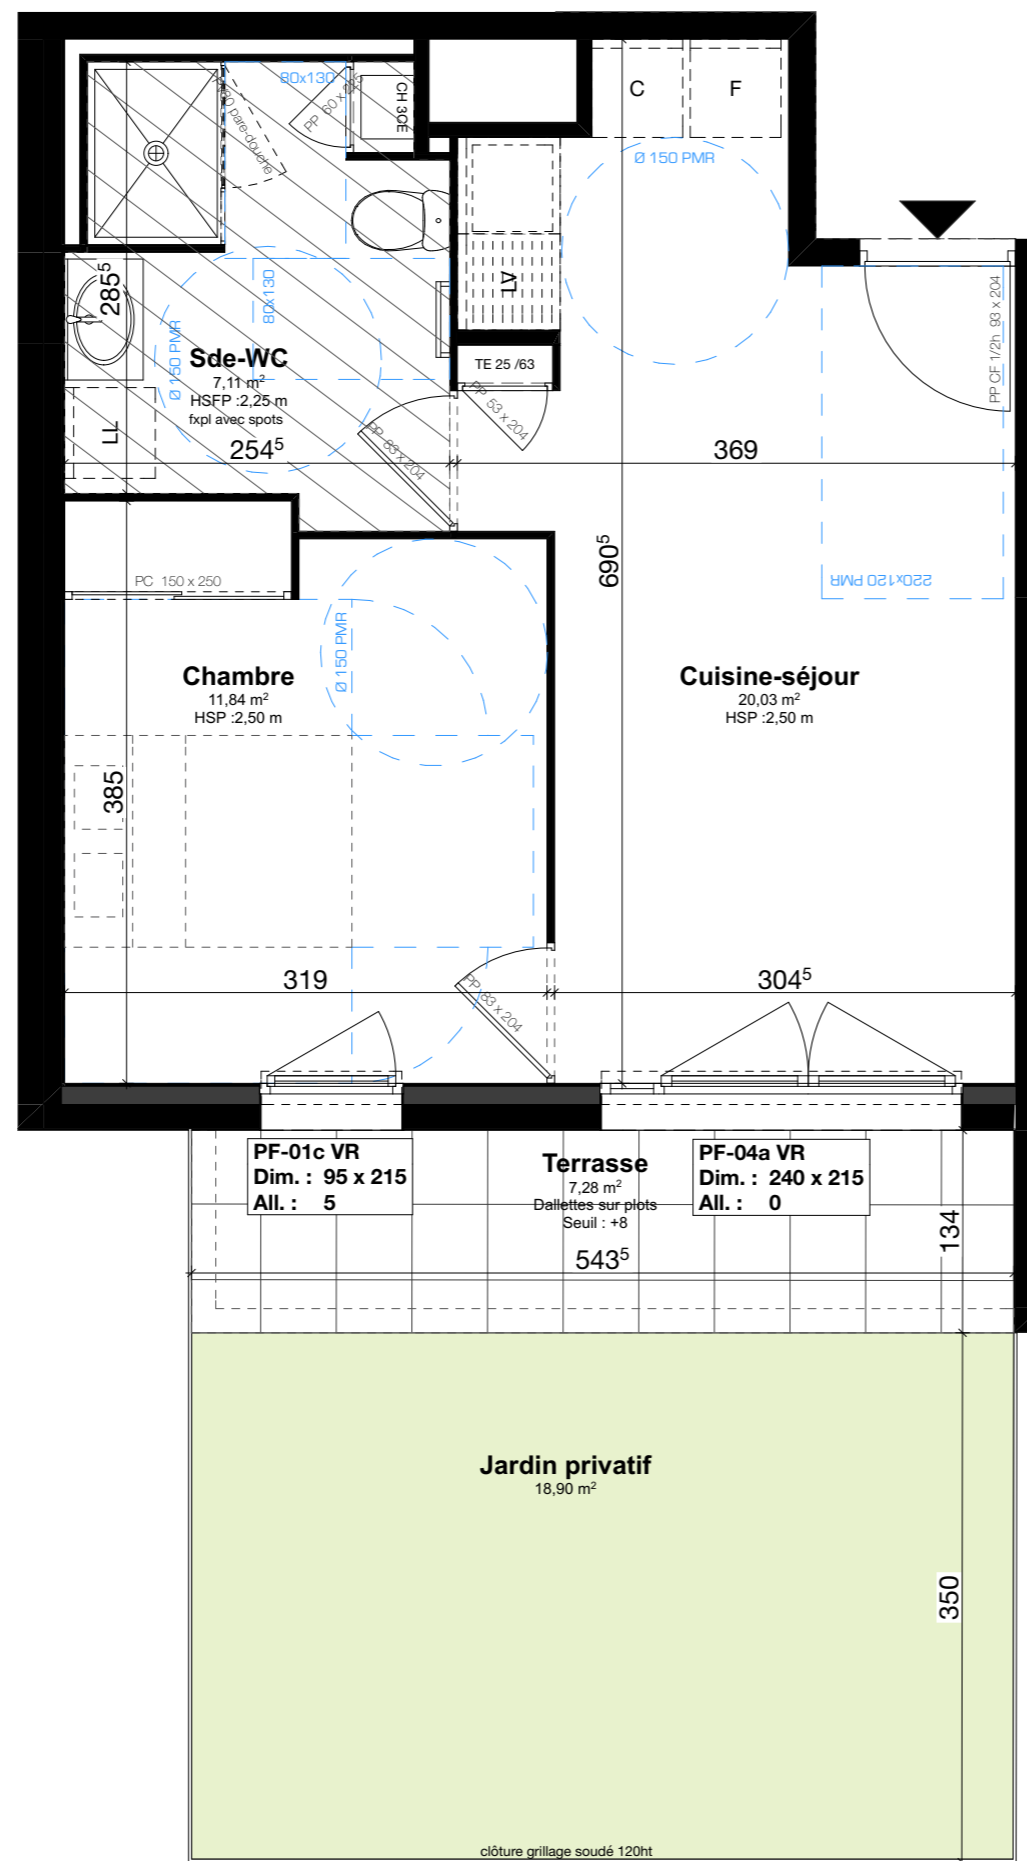 80x130
PP 60 x 225
CH 3CE
80 pare-douche
C
F
Ø 150 PMR
LV
285⁵
80x130
Ø 150 PMR
Sde-WC
7,11 m²
HSFP :2,25 m
fxpl avec spots
TE 25 /63
PP 53 x 204
PP CF 1/2h 93 x 204
LL
254⁵
PP 83 x 204
369
690⁵
220x120 PMR
PC 150 x 250
Ø 150 PMR
Chambre
11,84 m²
HSP :2,50 m
Cuisine-séjour
20,03 m²
HSP :2,50 m
385
319
PP 83 x 204
304⁵
PF-01c VR
Dim. : 95 x 215
All. : 5
Terrasse
7,28 m²
Dallettes sur plots
Seuil : +8
PF-04a VR
Dim. : 240 x 215
All. : 0
134
543⁵
Jardin privatif
18,90 m²
350
clôture grillage soudé 120ht